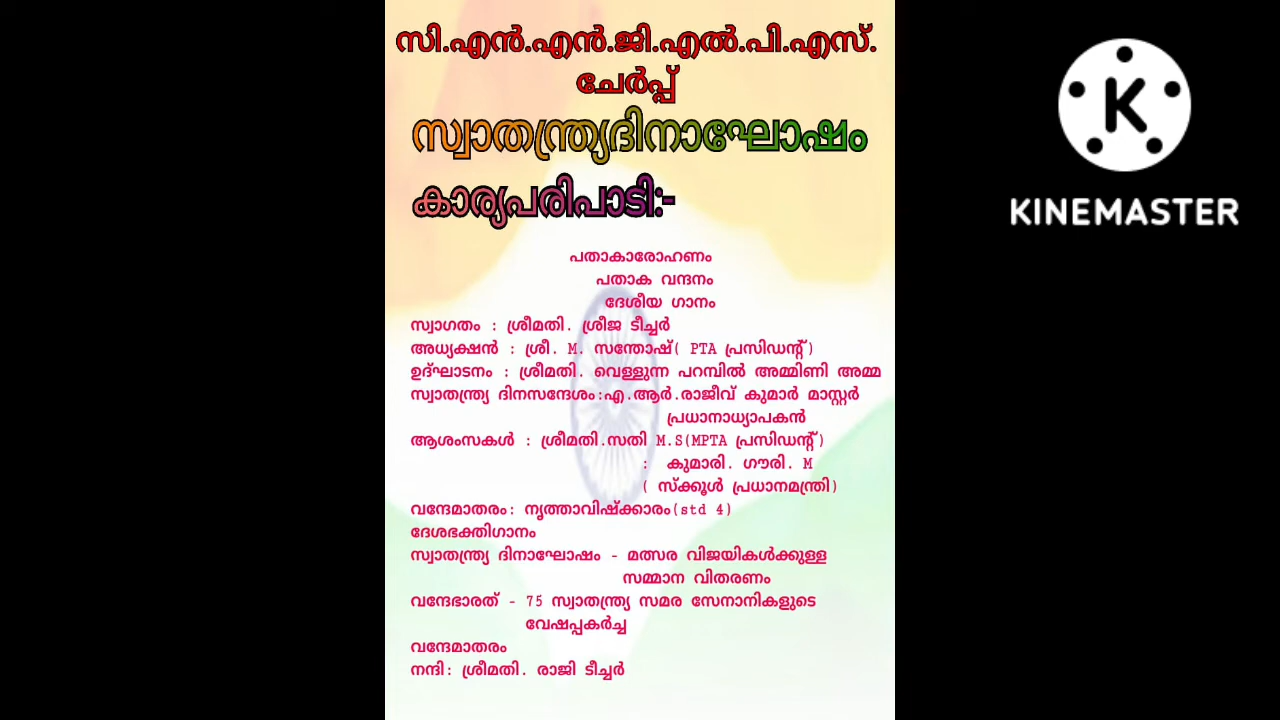 സി.എൻ.എൻ.ജി.എൽ.പി.എസ്.
ചേർപ്പ്
സ്വാതന്ത്ര്യദിനാഘോഷം
കാര്യപരിപാടി:-
പതാകാരോഹണം
പതാക വന്ദനം
ദേശീയ ഗാനം
സ്വാഗതം : ശ്രീമതി. ശ്രീജ ടീച്ചർ
അധ്യക്ഷൻ : ശ്രീ. M. സന്തോഷ്( PTA പ്രസിഡന്റ്)
ഉദ്ഘാടനം : ശ്രീമതി. വെള്ളുന്ന പറമ്പിൽ അമ്മിണി അമ്മ
സ്വാതന്ത്ര്യ ദിനസന്ദേശം:എ.ആർ.രാജീവ് കുമാർ മാസ്റ്റർ
പ്രധാനാധ്യാപകൻ
ആശംസകൾ : ശ്രീമതി.സതി M.S(MPTA പ്രസിഡന്റ്)
: കുമാരി. ഗൗരി. M
( സ്ക്കൂൾ പ്രധാനമന്ത്രി)
വന്ദേമാതരം: നൃത്താവിഷ്ക്കാരം(std 4)
ദേശഭക്തിഗാനം
സ്വാതന്ത്ര്യ ദിനാഘോഷം - മത്സര വിജയികൾക്കുള്ള
സമ്മാന വിതരണം
വന്ദേഭാരത് - 75 സ്വാതന്ത്ര്യ സമര സേനാനികളുടെ
വേഷപ്പകർച്ച
വന്ദേമാതരം
നന്ദി: ശ്രീമതി. രാജി ടീച്ചർ
K
KINEMASTER